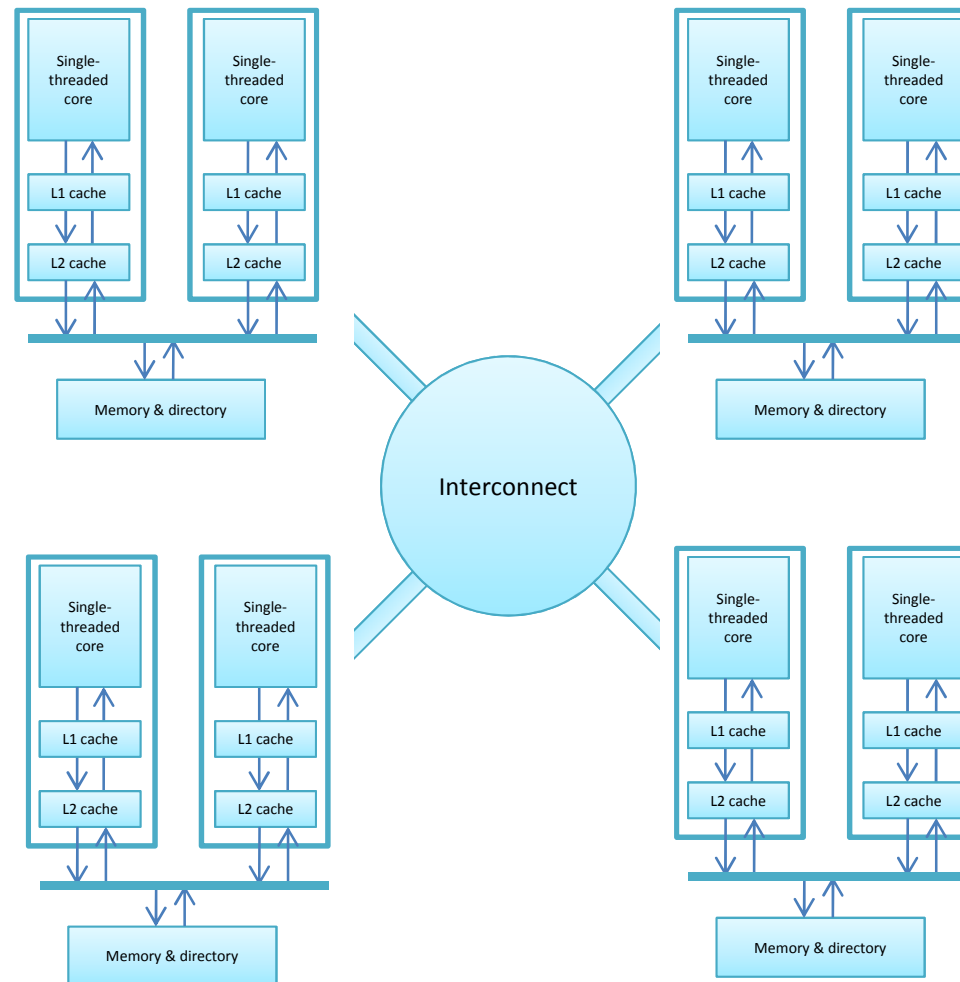 Single-
threaded
core
L1 cache
L2 cache
Single-
threaded
core
L1 cache
L2 cache
Memory & directory
Single-
threaded
core
L1 cache
L2 cache
Single-
threaded
core
L1 cache
L2 cache
Memory & directory
Interconnect
Single-
threaded
core
L1 cache
L2 cache
Single-
threaded
core
L1 cache
L2 cache
Memory & directory
Single-
threaded
core
L1 cache
L2 cache
Single-
threaded
core
L1 cache
L2 cache
Memory & directory